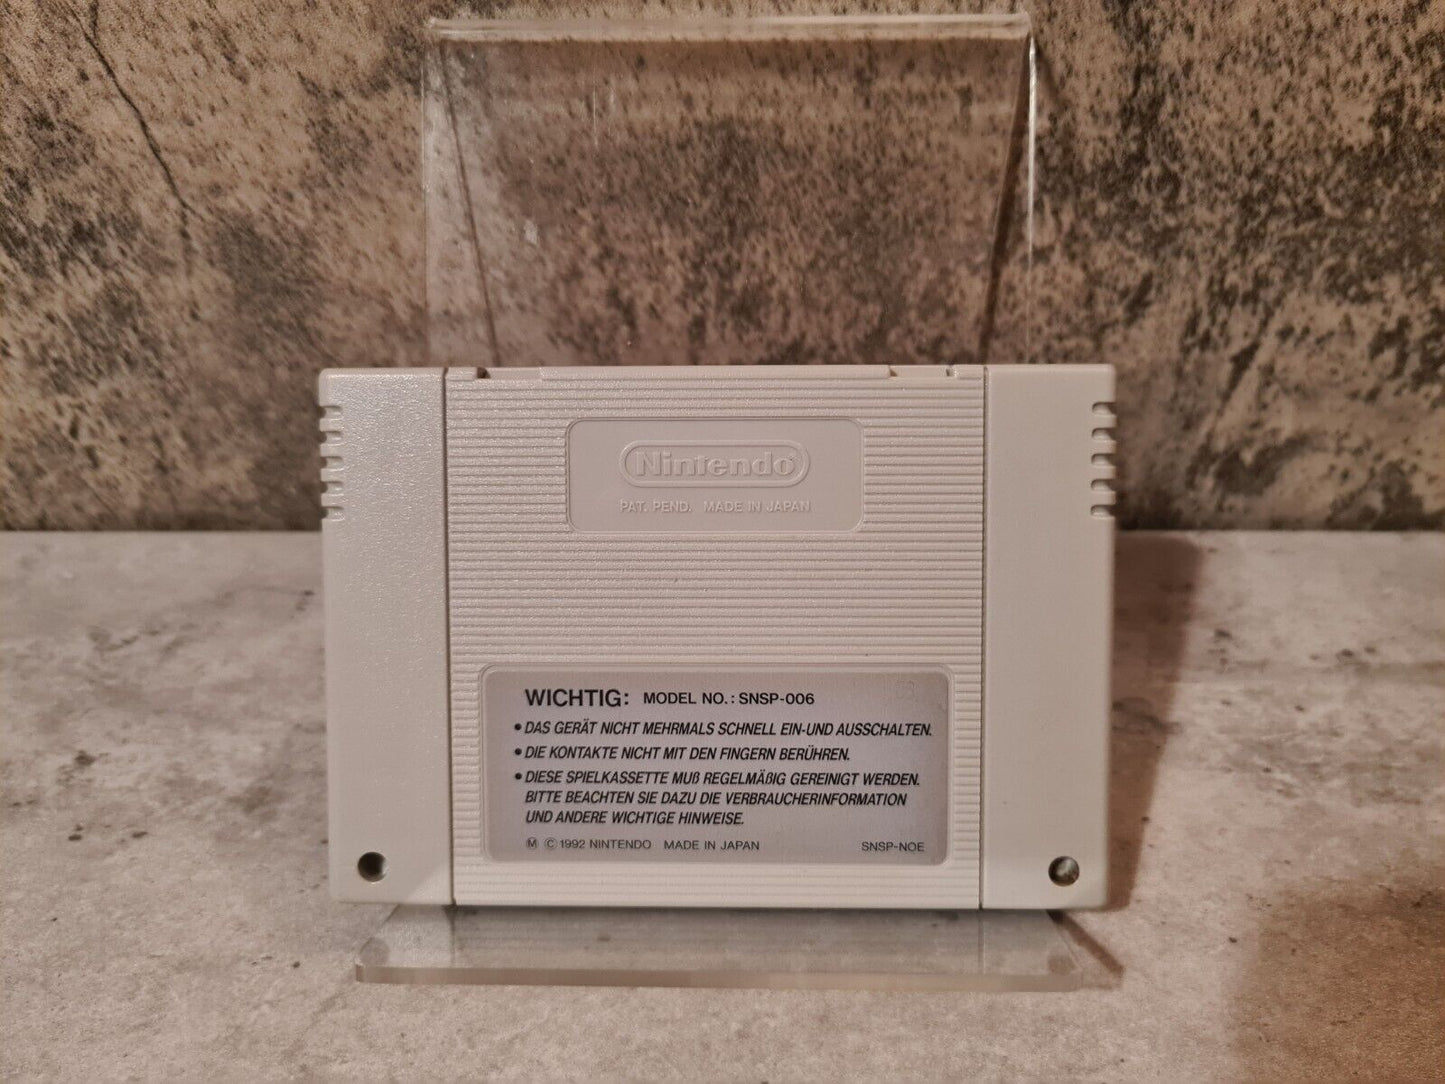 Nintendo
PAT. PEND. MADE IN JAPAN
WICHTIG: MODEL NO.: SNSP-006
• DAS GERÄT NICHT MEHRMALS SCHNELL EIN-UND AUSSCHALTEN.
• DIE KONTAKTE NICHT MIT DEN FINGERN BERÜHREN.
• DIESE SPIELKASSETTE MUß REGELMÄßIG GEREINIGT WERDEN.
BITTE BEACHTEN SIE DAZU DIE VERBRAUCHERINFORMATION
UND ANDERE WICHTIGE HINWEISE.
Ⓜ © 1992 NINTENDO MADE IN JAPAN SNSP-NOE